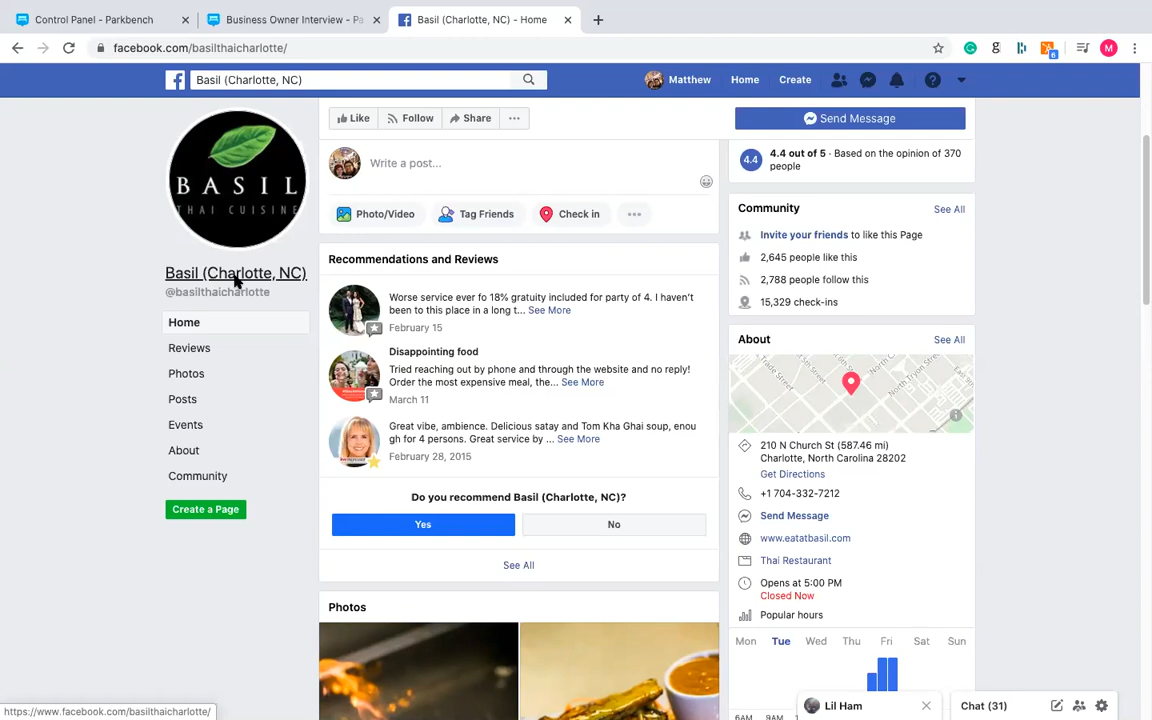 Control Panel - Parkbench
Business Owner Interview - Pa
Basil (Charlotte, NC) - Home
facebook.com/basilthaicharlotte/
6
M
Basil (Charlotte, NC)
Matthew
Home
Create
BASIL
THAI CUISINE
Basil (Charlotte, NC)
@basilthaicharlotte
Home
Reviews
Photos
Posts
Events
About
Community
Create a Page
Like
Follow
Share
Send Message
Write a post...
Photo/Video
Tag Friends
Check in
Recommendations and Reviews
Worse service ever fo 18% gratuity included for party of 4. I haven't
been to this place in a long t... See More
February 15
Disappointing food
Tried reaching out by phone and through the website and no reply!
Order the most expensive meal, the... See More
March 11
Great vibe, ambience. Delicious satay and Tom Kha Ghai soup, enou
gh for 4 persons. Great service by ... See More
February 28, 2015
Do you recommend Basil (Charlotte, NC)?
Yes
No
See All
Photos
4.4
4.4 out of 5 · Based on the opinion of 370
people
Community
See All
Invite your friends to like this Page
2,645 people like this
2,788 people follow this
15,329 check-ins
About
See All
210 N Church St (587.46 mi)
Charlotte, North Carolina 28202
Get Directions
+1 704-332-7212
Send Message
www.eatatbasil.com
Thai Restaurant
Opens at 5:00 PM
Closed Now
Popular hours
Mon Tue Wed Thu Fri Sat Sun
https://www.facebook.com/basilthaicharlotte/
Lil Ham
Chat (31)